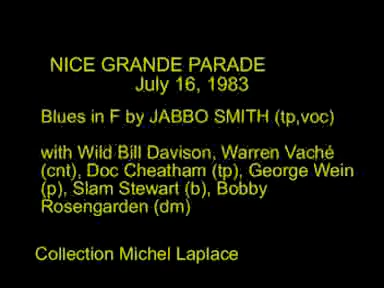 NICE GRANDE PARADE
July 16, 1983
Blues in F by JABBO SMITH (tp,voc)
with Wild Bill Davison, Warren Vaché
(cnt), Doc Cheatham (tp), George Wein
(p), Slam Stewart (b), Bobby
Rosengarden (dm)
Collection Michel Laplace